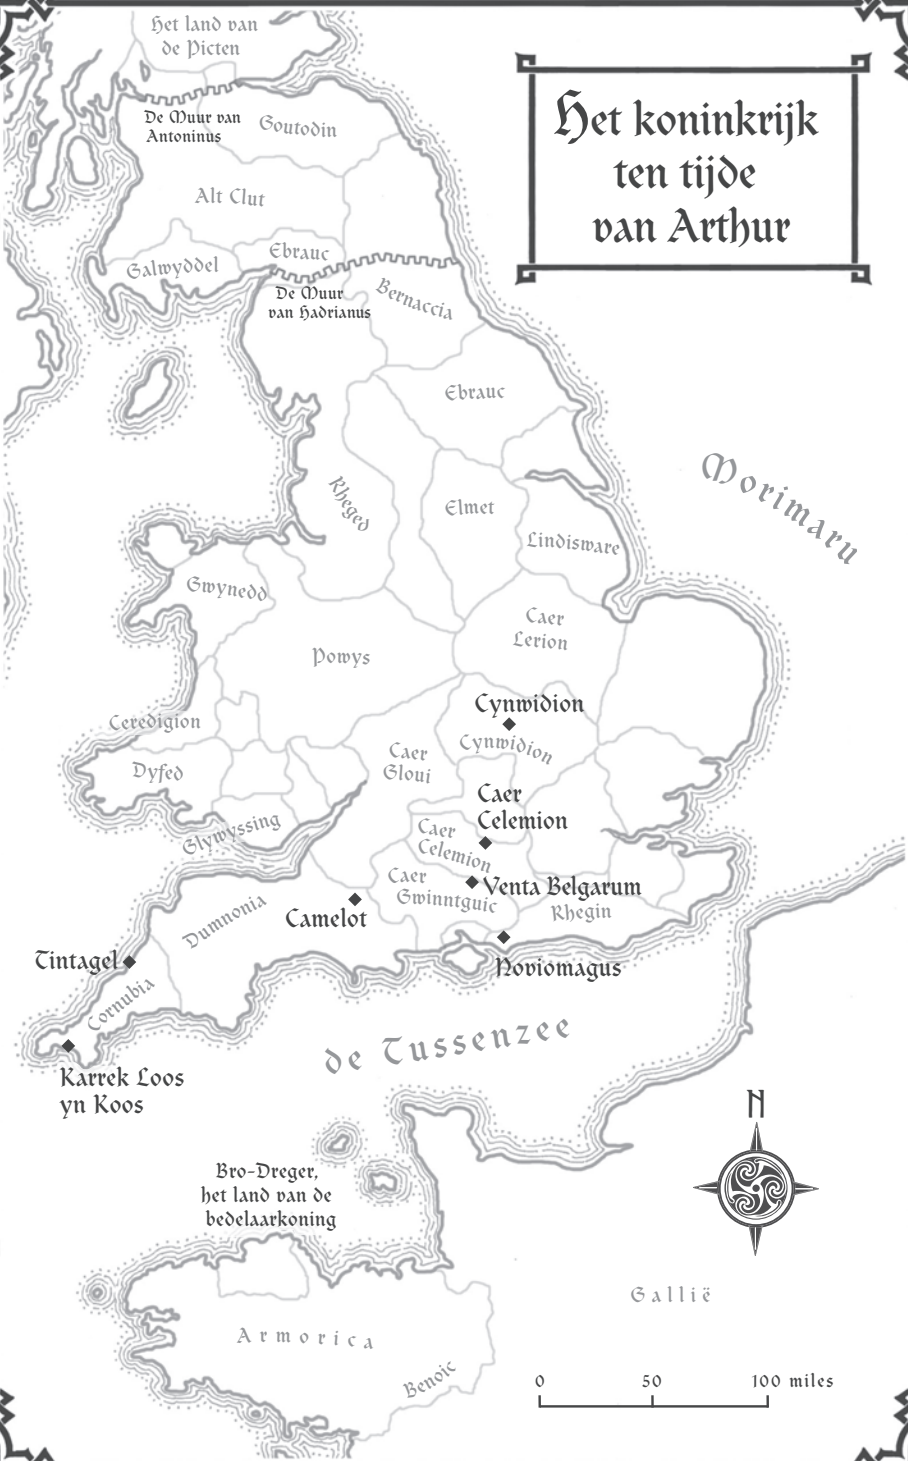 Het koninkrijk
ten tijde
van Arthur
Het land van
de Picten
De Muur van
Antoninus
Goutodin
Alt Clut
Galwyddel
Ebrauc
De Muur
van Hadrianus
Bernaccia
Ebrauc
Morimaru
Rheged
Elmet
Lindisware
Gwynedd
Caer
Lerion
Powys
Cynwidion
Cynwidion
Ceredigion
Dyfed
Caer
Gloui
Caer
Celemion
Glywyssing
Caer
Celemion
Caer
Gwinntguic
Venta Belgarum
Rhegin
Camelot
Dumnonia
Tintagel
Noviomagus
Cornubia
de Tussenzee
Karrek Loos
yn Koos
N
Bro-Dreger,
het land van de
bedelaarkoning
Gallië
Armorica
Benoic
0 50 100 miles